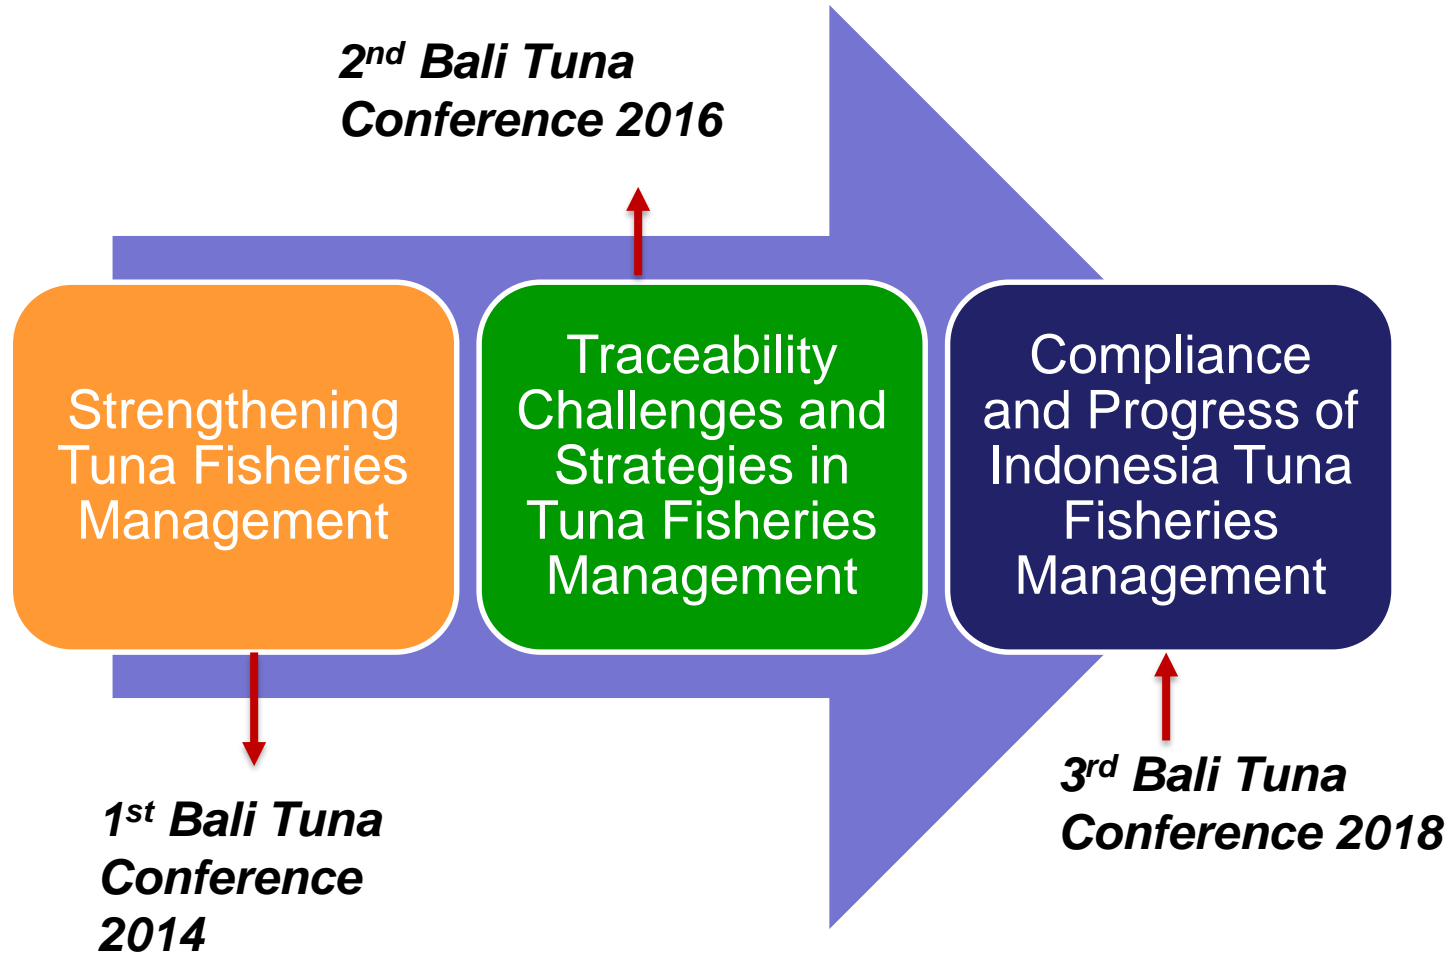 2nd Bali Tuna
Conference 2016
Strengthening
Tuna Fisheries
Management
Traceability
Challenges and
Strategies in
Tuna Fisheries
Management
Compliance
and Progress of
Indonesia Tuna
Fisheries
Management
1st Bali Tuna
Conference
2014
3rd Bali Tuna
Conference 2018